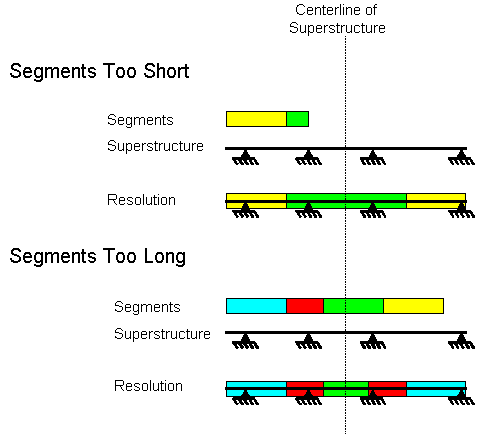 Centerline of
Superstructure
Segments Too Short
Segments
Superstructure
Resolution
Segments Too Long
Segments
Superstructure
Resolution